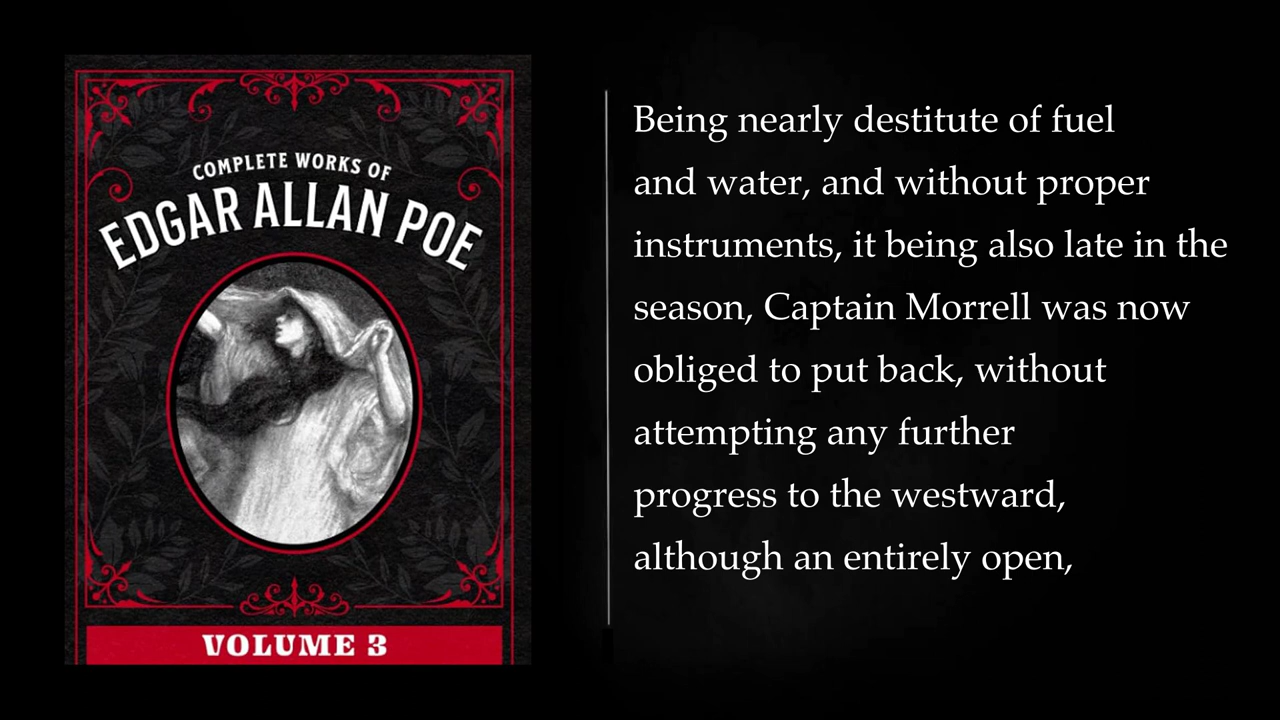 COMPLETE WORKS OF
EDGAR ALLAN POE
VOLUME 3
Being nearly destitute of fuel
and water, and without proper
instruments, it being also late in the
season, Captain Morrell was now
obliged to put back, without
attempting any further
progress to the westward,
although an entirely open,